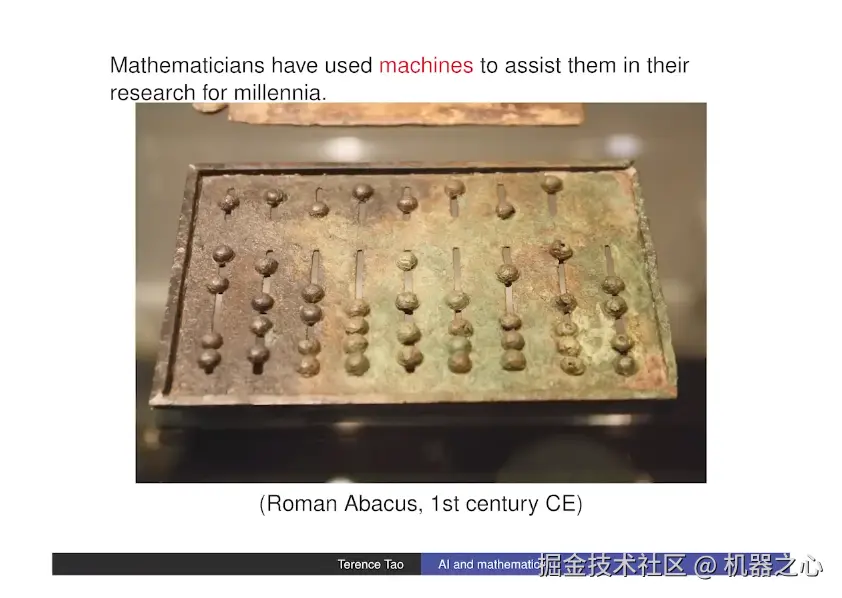 Mathematicians have used machines to assist them in their
research for millennia.
(Roman Abacus, 1st century CE)
Terence Tao
AI and mathematic
掘金技术社区 @ 机器之心